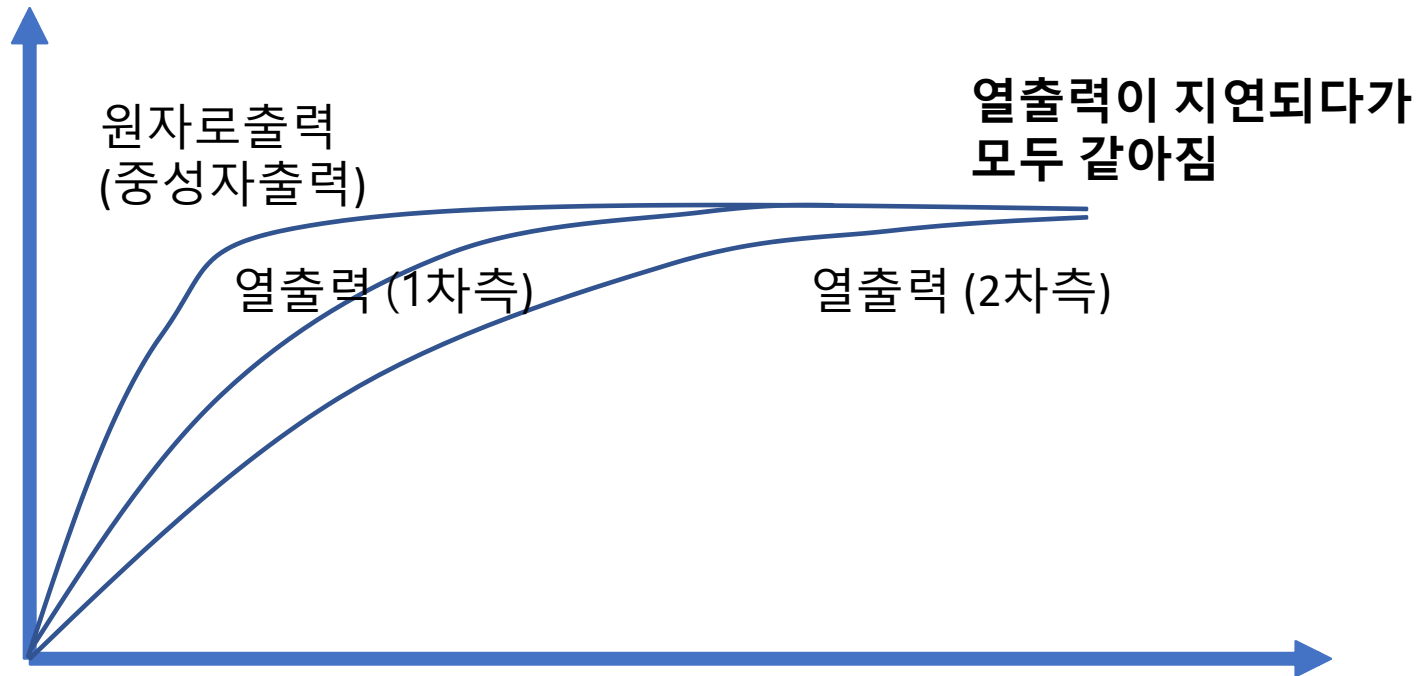 원자로출력
(중성자출력)
열출력이 지연되다가
모두 같아짐
열출력 (1차측)
열출력 (2차측)